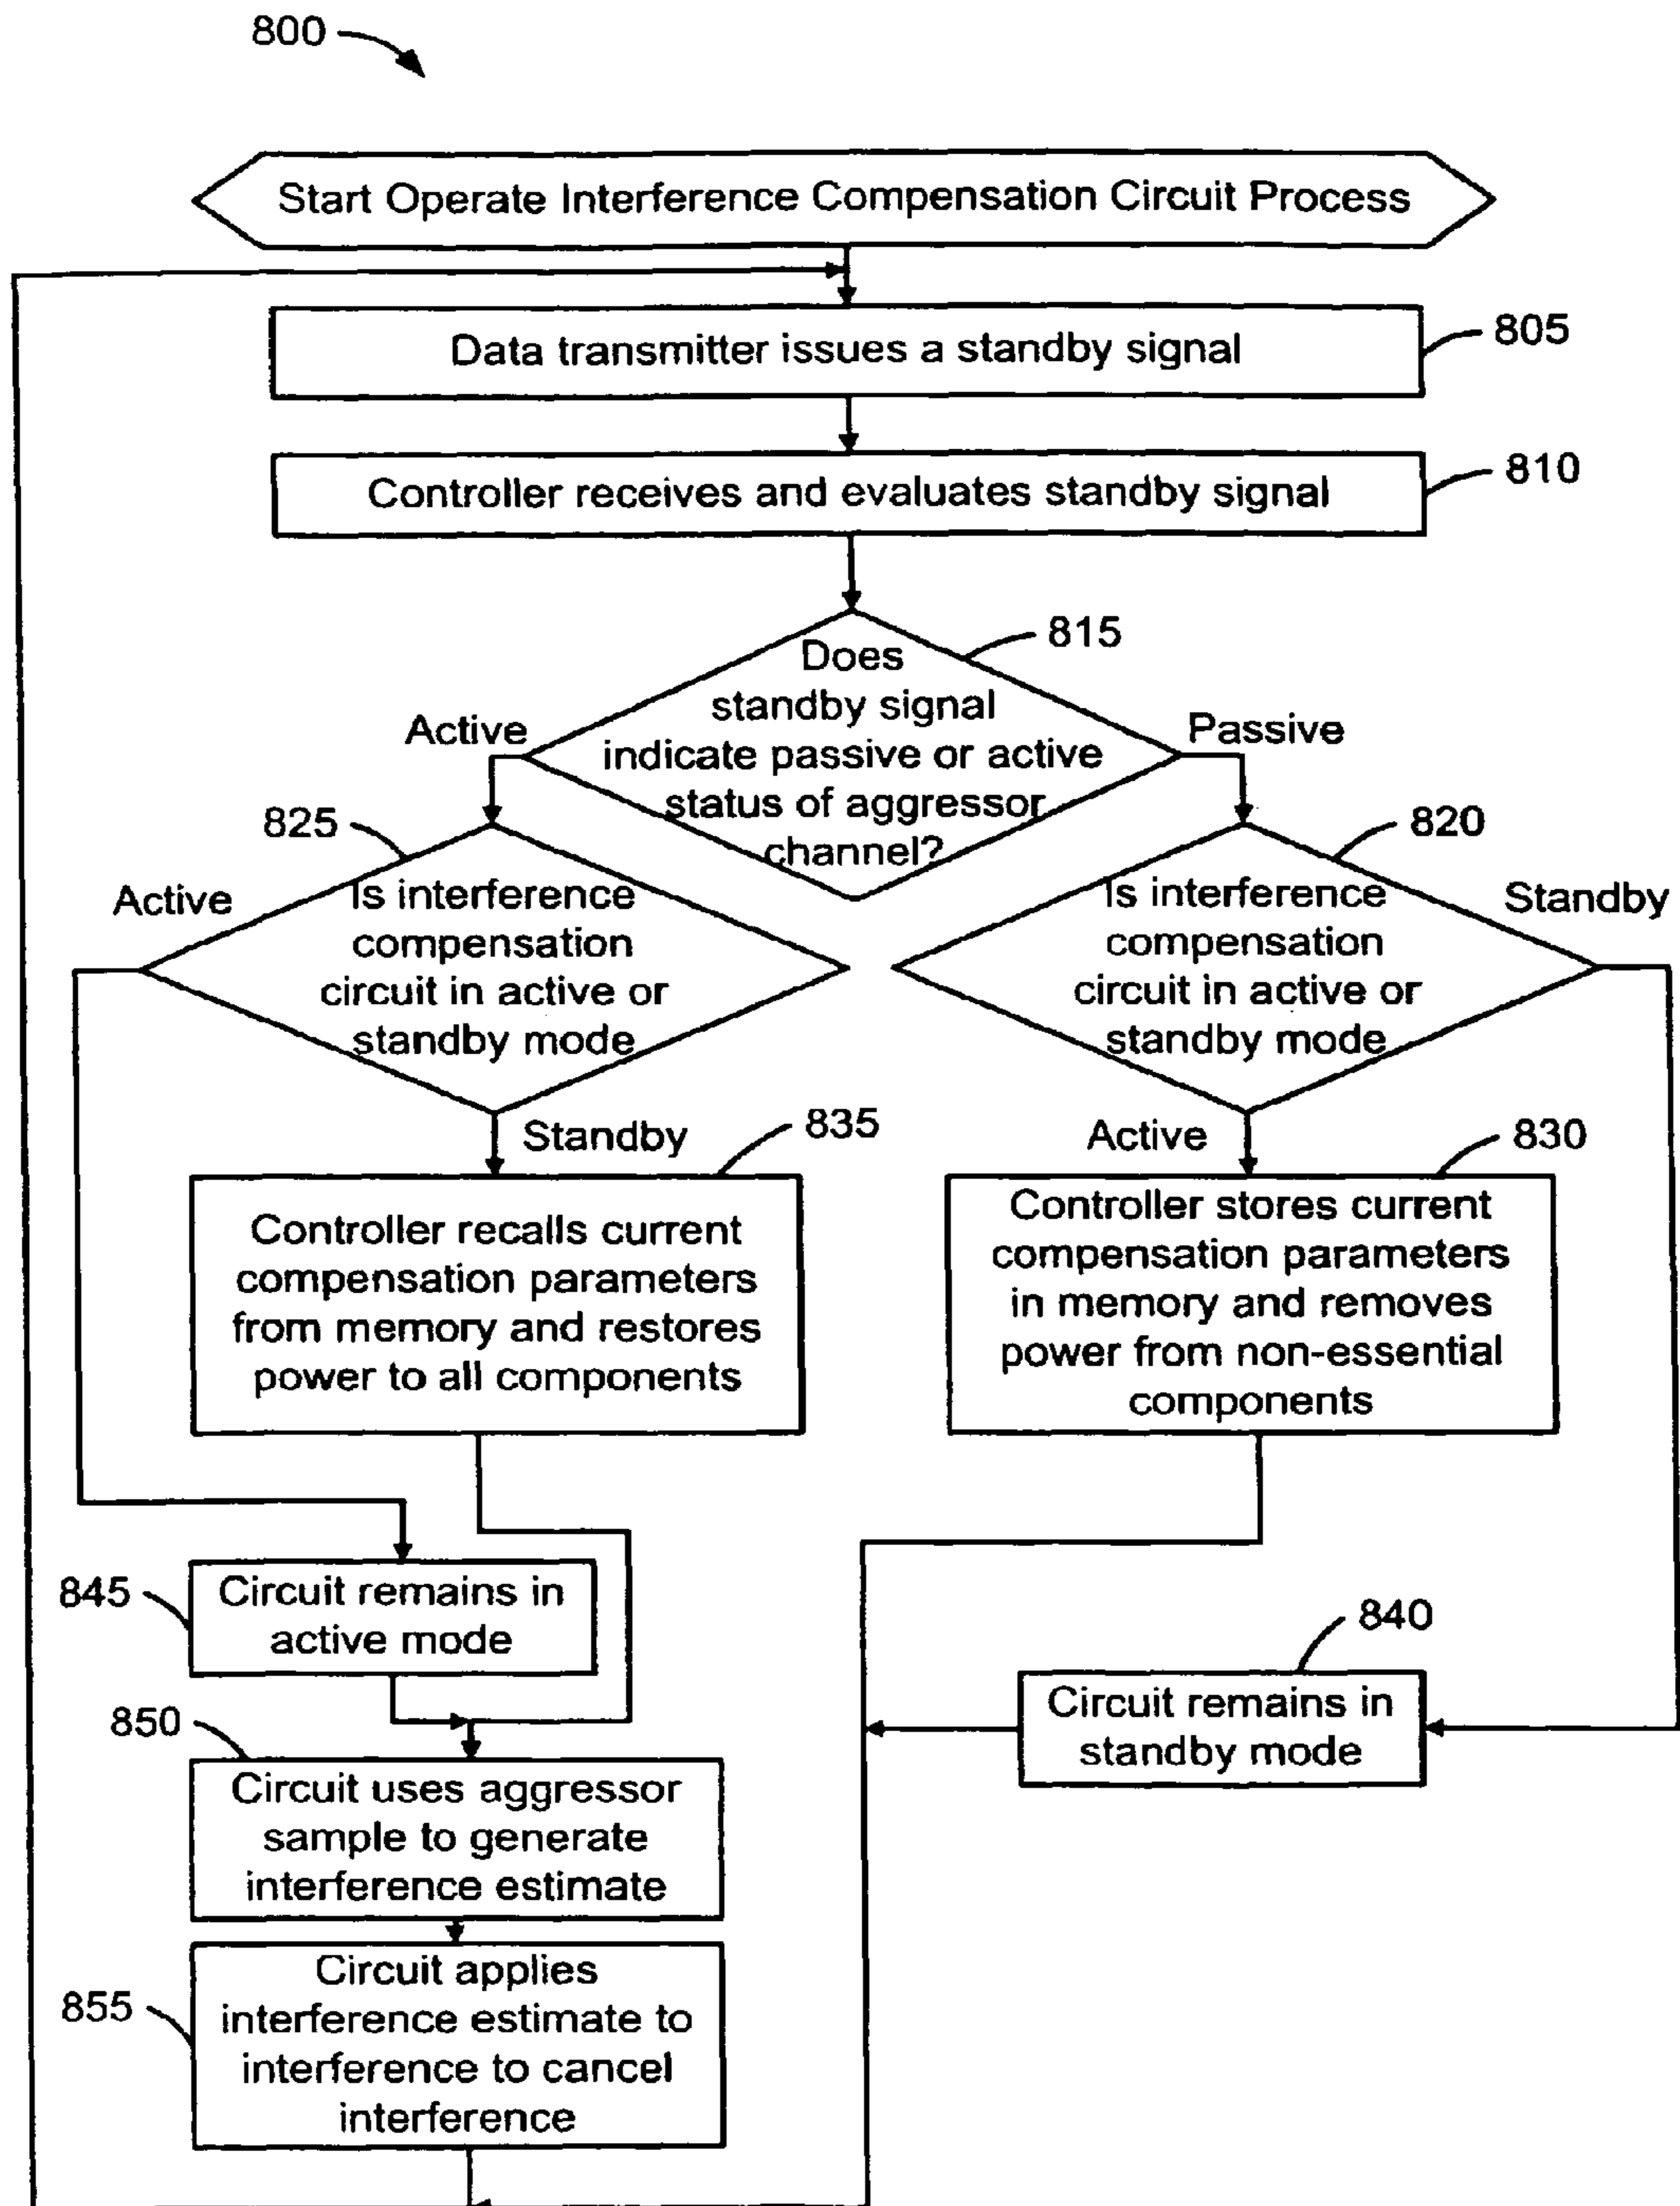 800
Start Operate Interference Compensation Circuit Process
Data transmitter issues a standby signal
805
Controller receives and evaluates standby signal
810
Does
standby signal
indicate passive or active
status of aggressor
channel?
815
Active
Passive
825
Is interference
compensation
circuit in active or
standby mode
Active
Standby
820
Is interference
compensation
circuit in active or
standby mode
Standby
Active
835
Controller recalls current
compensation parameters
from memory and restores
power to all components
830
Controller stores current
compensation parameters
in memory and removes
power from non-essential
components
845
Circuit remains in
active mode
840
Circuit remains in
standby mode
850
Circuit uses aggressor
sample to generate
interference estimate
855
Circuit applies
interference estimate to
interference to cancel
interference